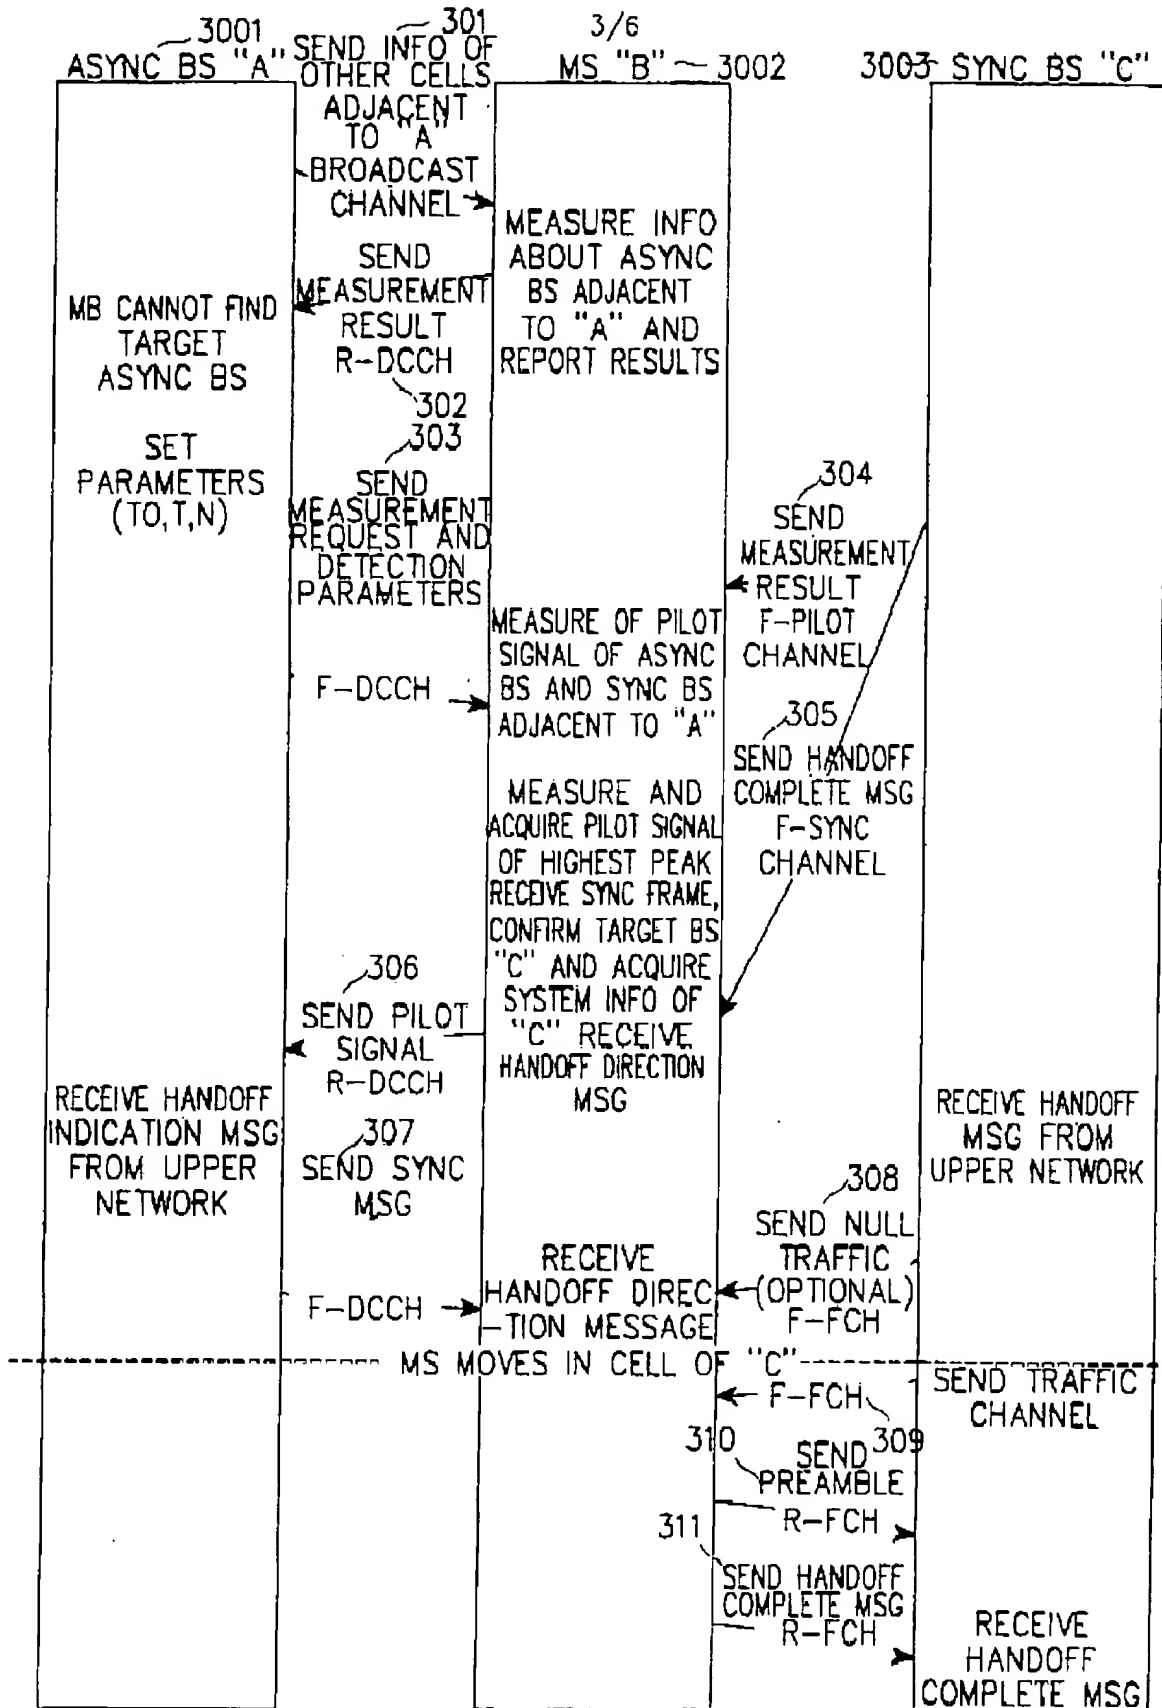 3/6
3001
ASYNC BS "A"
301
SEND INFO OF
OTHER CELLS
ADJACENT
TO "A"
BROADCAST
CHANNEL
MS "B"
3002
3003
SYNC BS "C"
MEASURE INFO
ABOUT ASYNC
BS ADJACENT
TO "A" AND
REPORT RESULTS
SEND
MEASUREMENT
RESULT
R-DCCH
302
MB CANNOT FIND
TARGET
ASYNC BS
SET
PARAMETERS
(TO,T,N)
303
SEND
MEASUREMENT
REQUEST AND
DETECTION
PARAMETERS
F-DCCH
304
SEND
MEASUREMENT
RESULT
F-PILOT
CHANNEL
MEASURE OF PILOT
SIGNAL OF ASYNC
BS AND SYNC BS
ADJACENT TO "A"
305
SEND HANDOFF
COMPLETE MSG
F-SYNC
CHANNEL
MEASURE AND
ACQUIRE PILOT SIGNAL
OF HIGHEST PEAK
RECEIVE SYNC FRAME,
CONFIRM TARGET BS
"C" AND ACQUIRE
SYSTEM INFO OF
"C" RECEIVE
HANDOFF DIRECTION
MSG
306
SEND PILOT
SIGNAL
R-DCCH
RECEIVE HANDOFF
INDICATION MSG
FROM UPPER
NETWORK
307
SEND SYNC
MSG
F-DCCH
RECEIVE HANDOFF
MSG FROM
UPPER NETWORK
308
SEND NULL
TRAFFIC
(OPTIONAL)
F-FCH
RECEIVE
HANDOFF DIREC
-TION MESSAGE
MS MOVES IN CELL OF "C"
SEND TRAFFIC
CHANNEL
F-FCH
309
310
SEND
PREAMBLE
R-FCH
311
SEND HANDOFF
COMPLETE MSG
R-FCH
RECEIVE
HANDOFF
COMPLETE MSG